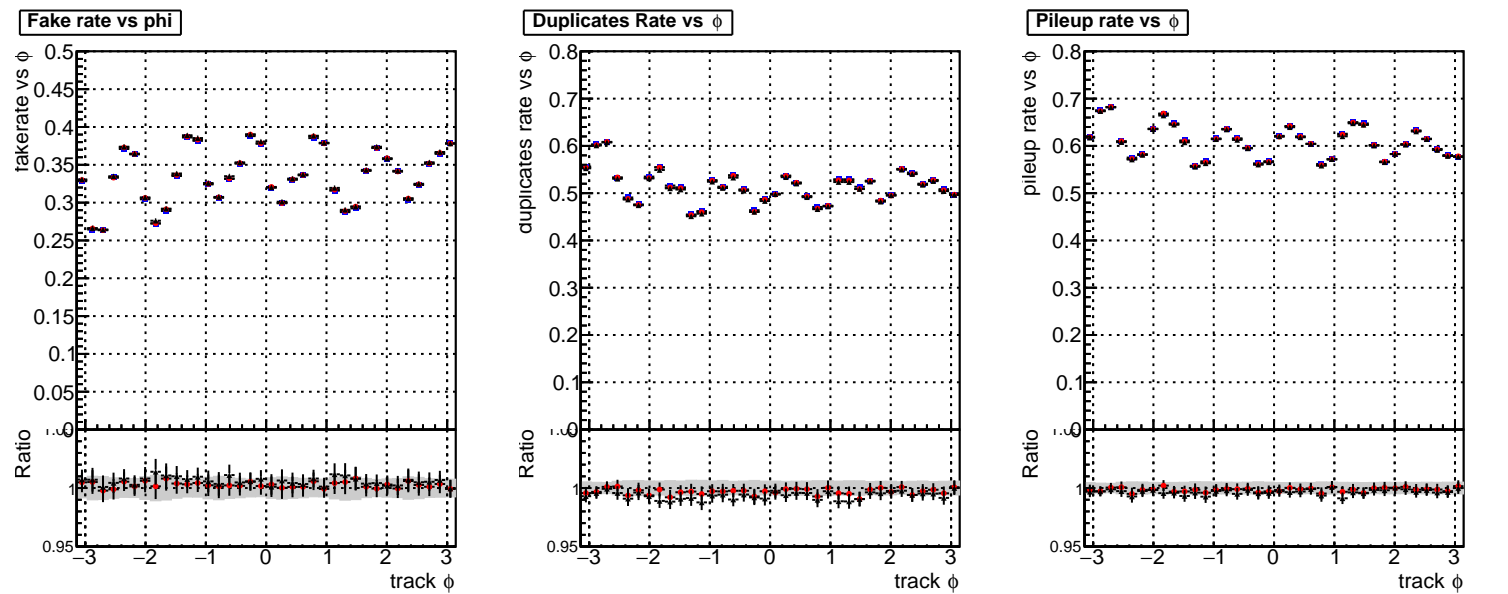 Fake rate vs phi
fakerate vs ϕ
0.5
0.45
0.4
0.35
0.3
0.25
0.2
0.15
0.1
0.05
0
Ratio
1
0.95
−3 −2 −1 0 1 2 3
track ϕ
Duplicates Rate vs ϕ
duplicates rate vs ϕ
0.8
0.7
0.6
0.5
0.4
0.3
0.2
0.1
0
Ratio
1
0.95
−3 −2 −1 0 1 2 3
track ϕ
Pileup rate vs ϕ
pileup rate vs ϕ
0.8
0.7
0.6
0.5
0.4
0.3
0.2
0.1
0
Ratio
1
0.95
−3 −2 −1 0 1 2 3
track ϕ